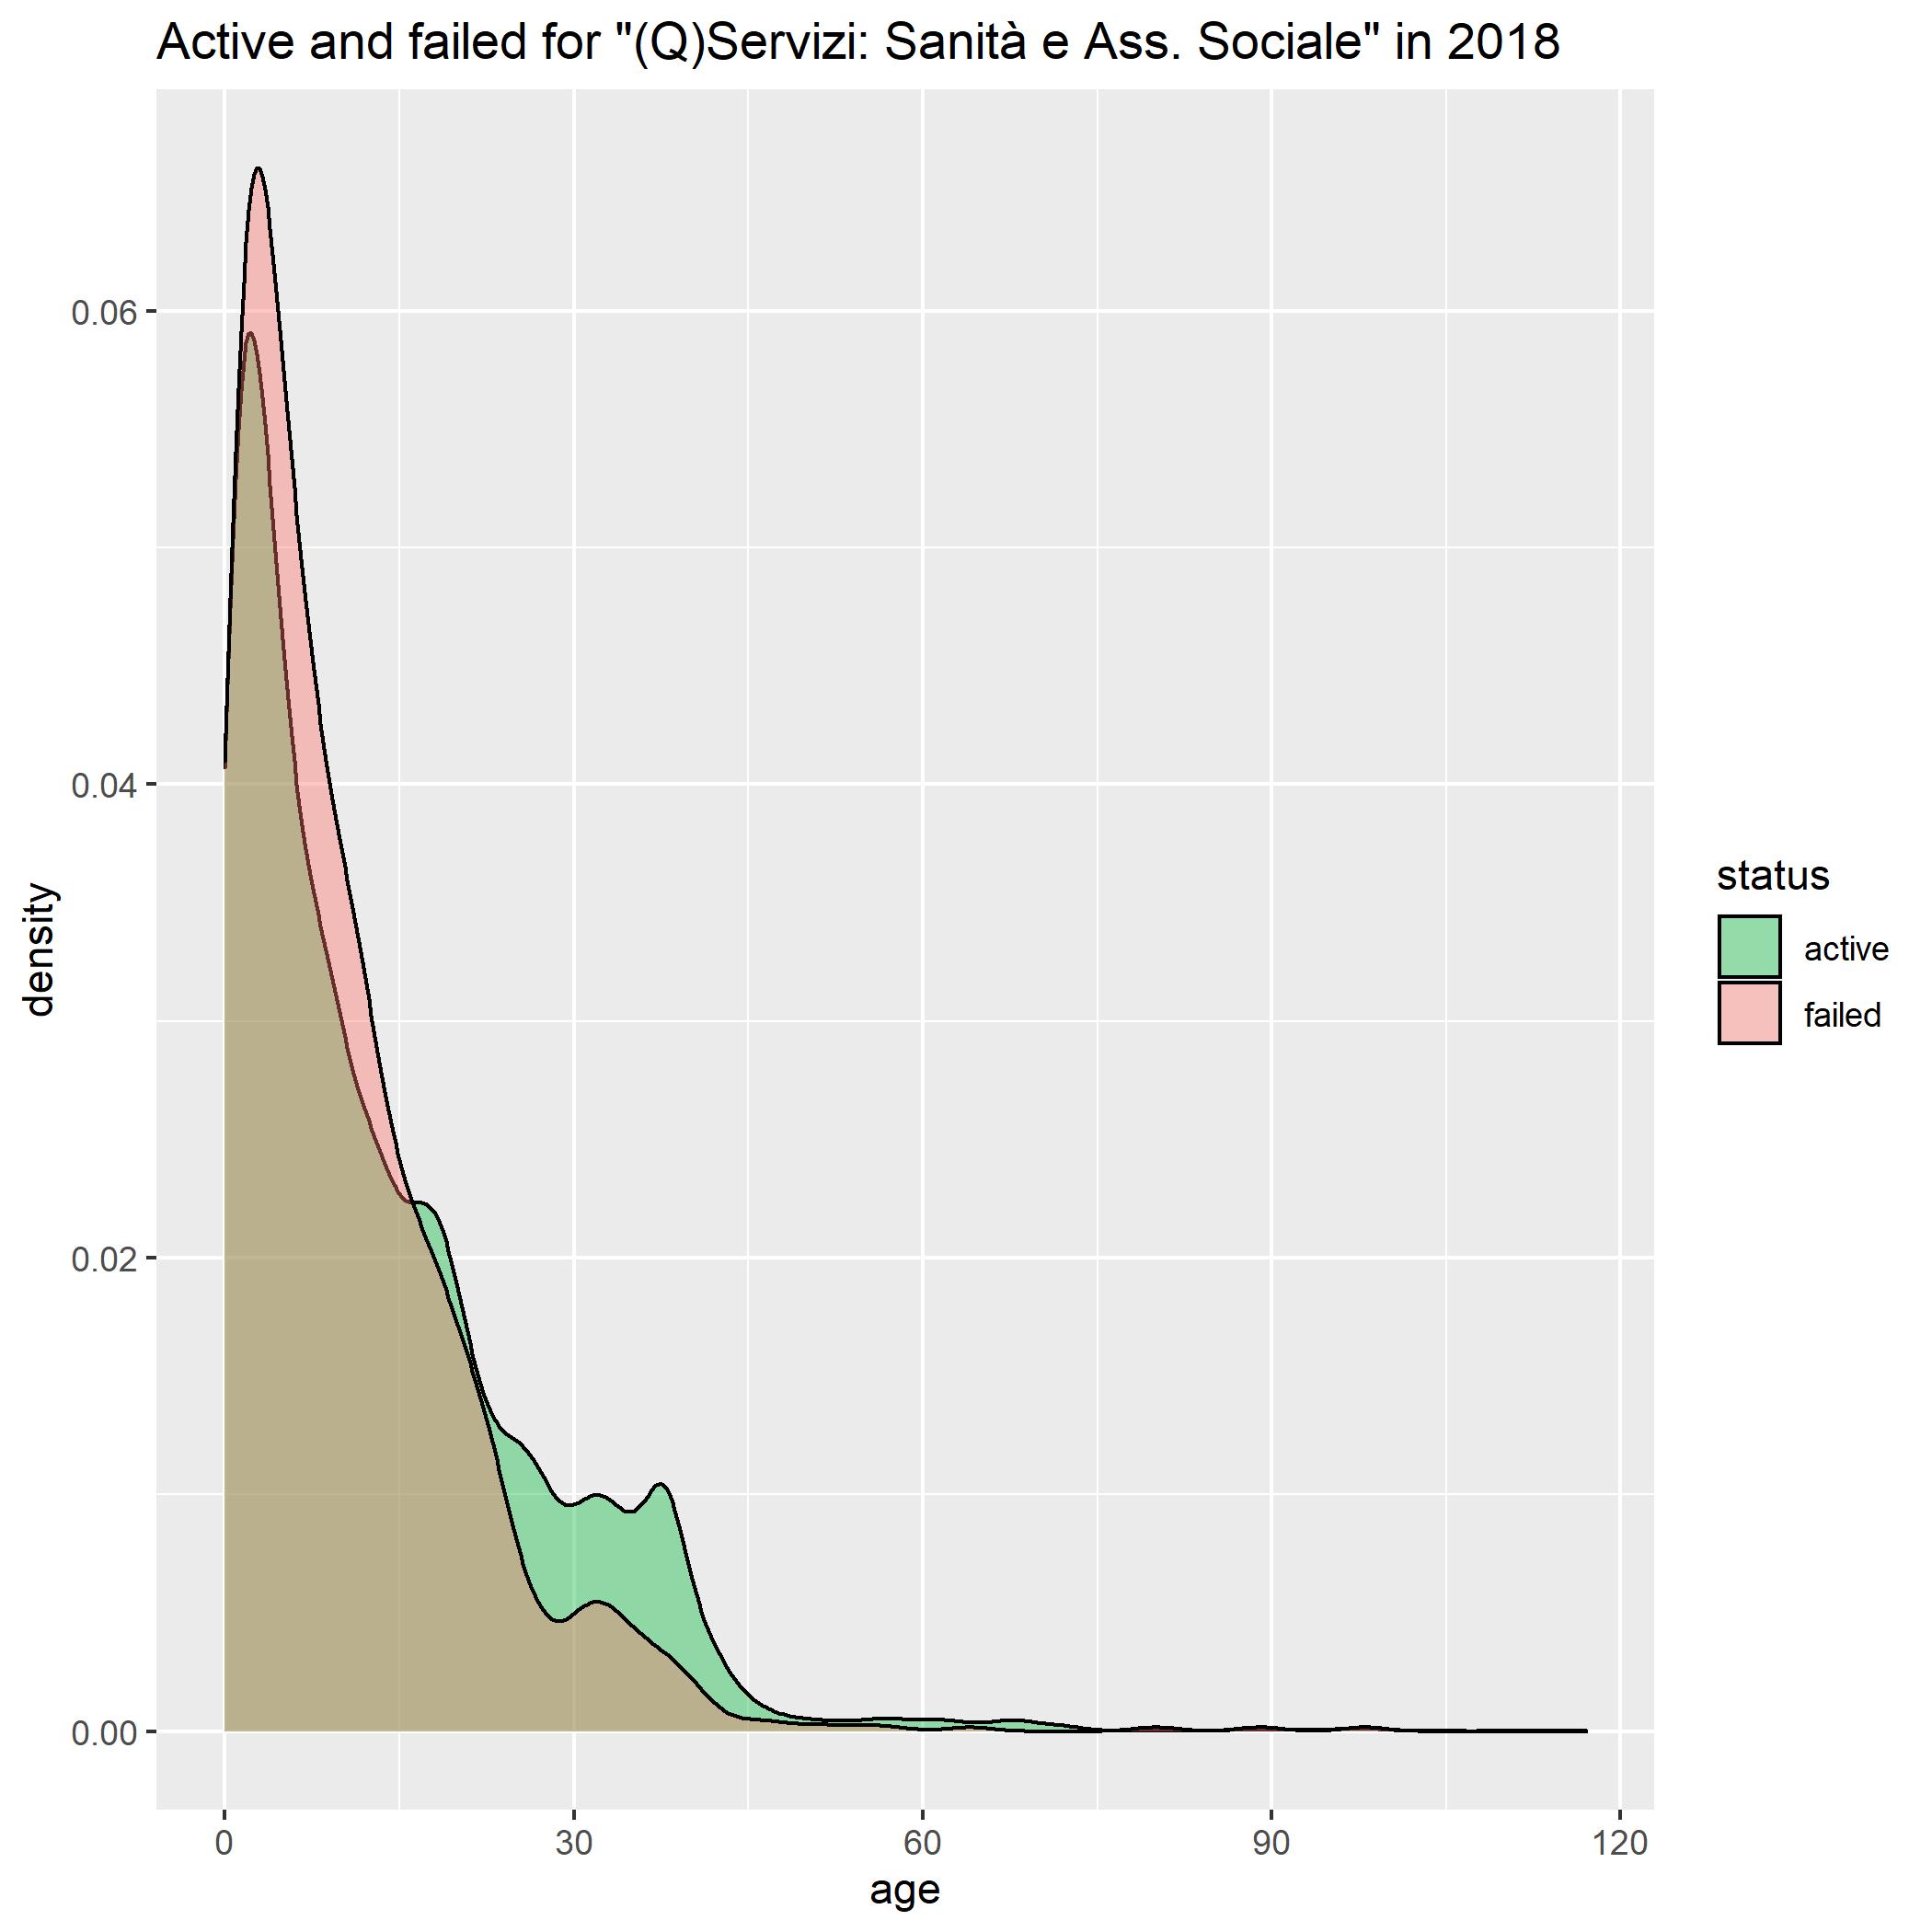 Active and failed for "(Q)Servizi: Sanità e Ass. Sociale" in 2018
0.06
0.04
0.02
0.00
density
0
30
60
90
120
age
status
active
failed